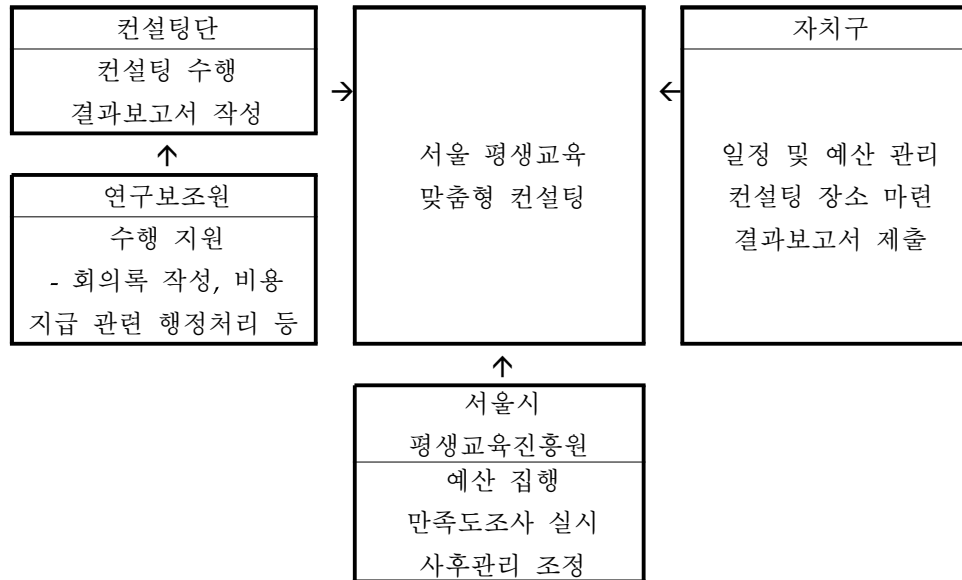 컨설팅단
컨설팅 수행
결과보고서 작성
↑
연구보조원
수행 지원
- 회의록 작성, 비용
지급 관련 행정처리 등
→
서울 평생교육
맞춤형 컨설팅
←
자치구
일정 및 예산 관리
컨설팅 장소 마련
결과보고서 제출
↑
서울시
평생교육진흥원
예산 집행
만족도조사 실시
사후관리 조정